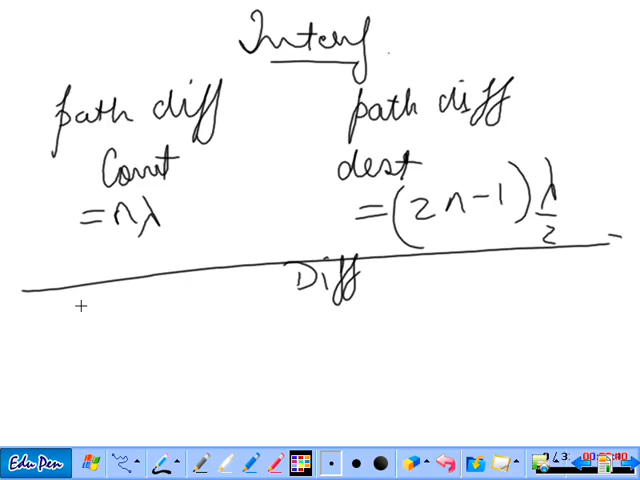 Interf
path diff path diff
Const dest
= nλ = (2n-1) λ/2
Diff
Edu Pen